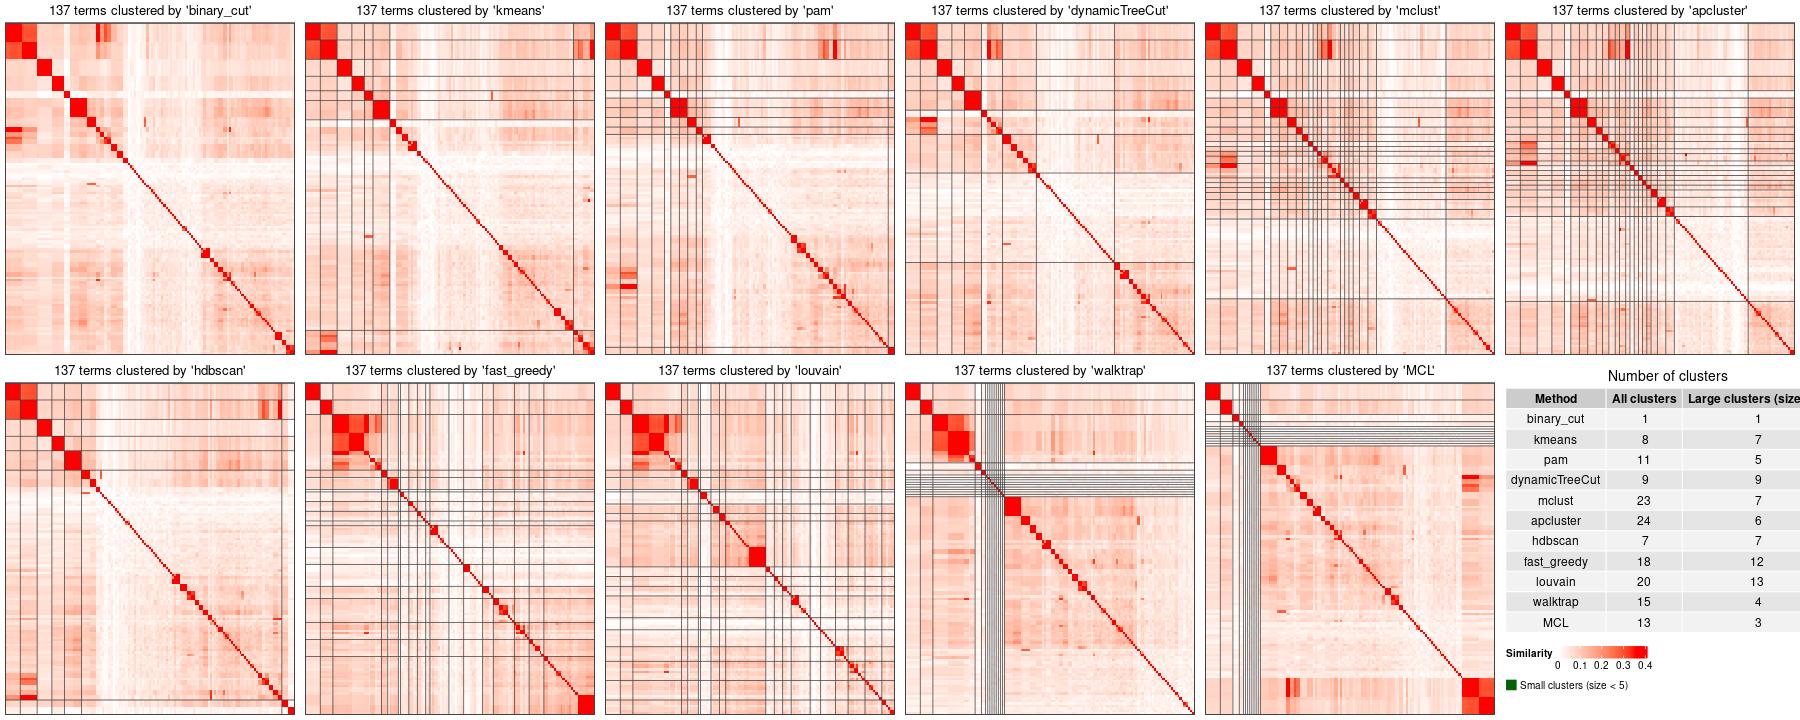 137 terms clustered by 'binary_cut'
137 terms clustered by 'kmeans'
137 terms clustered by 'pam'
137 terms clustered by 'dynamicTreeCut'
137 terms clustered by 'mclust'
137 terms clustered by 'apcluster'
137 terms clustered by 'hdbscan'
137 terms clustered by 'fast_greedy'
137 terms clustered by 'louvain'
137 terms clustered by 'walktrap'
137 terms clustered by 'MCL'
Number of clusters
Method All clusters Large clusters (size
binary_cut 1 1
kmeans 8 7
pam 11 5
dynamicTreeCut 9 9
mclust 23 7
apcluster 24 6
hdbscan 7 7
fast_greedy 18 12
louvain 20 13
walktrap 15 4
MCL 13 3
Similarity
0 0.1 0.2 0.3 0.4
Small clusters (size < 5)